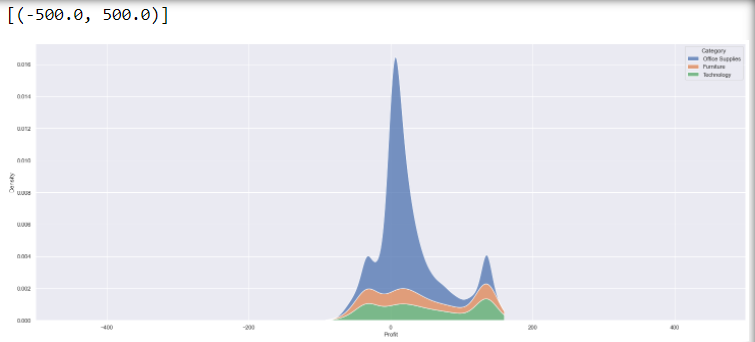 [(-500.0, 500.0)]
Category
Office Supplies
Furniture
Technology
0.016
0.014
0.012
0.010
0.008
0.006
0.004
0.002
0.000
Density
-400
-200
0
200
400
Profit